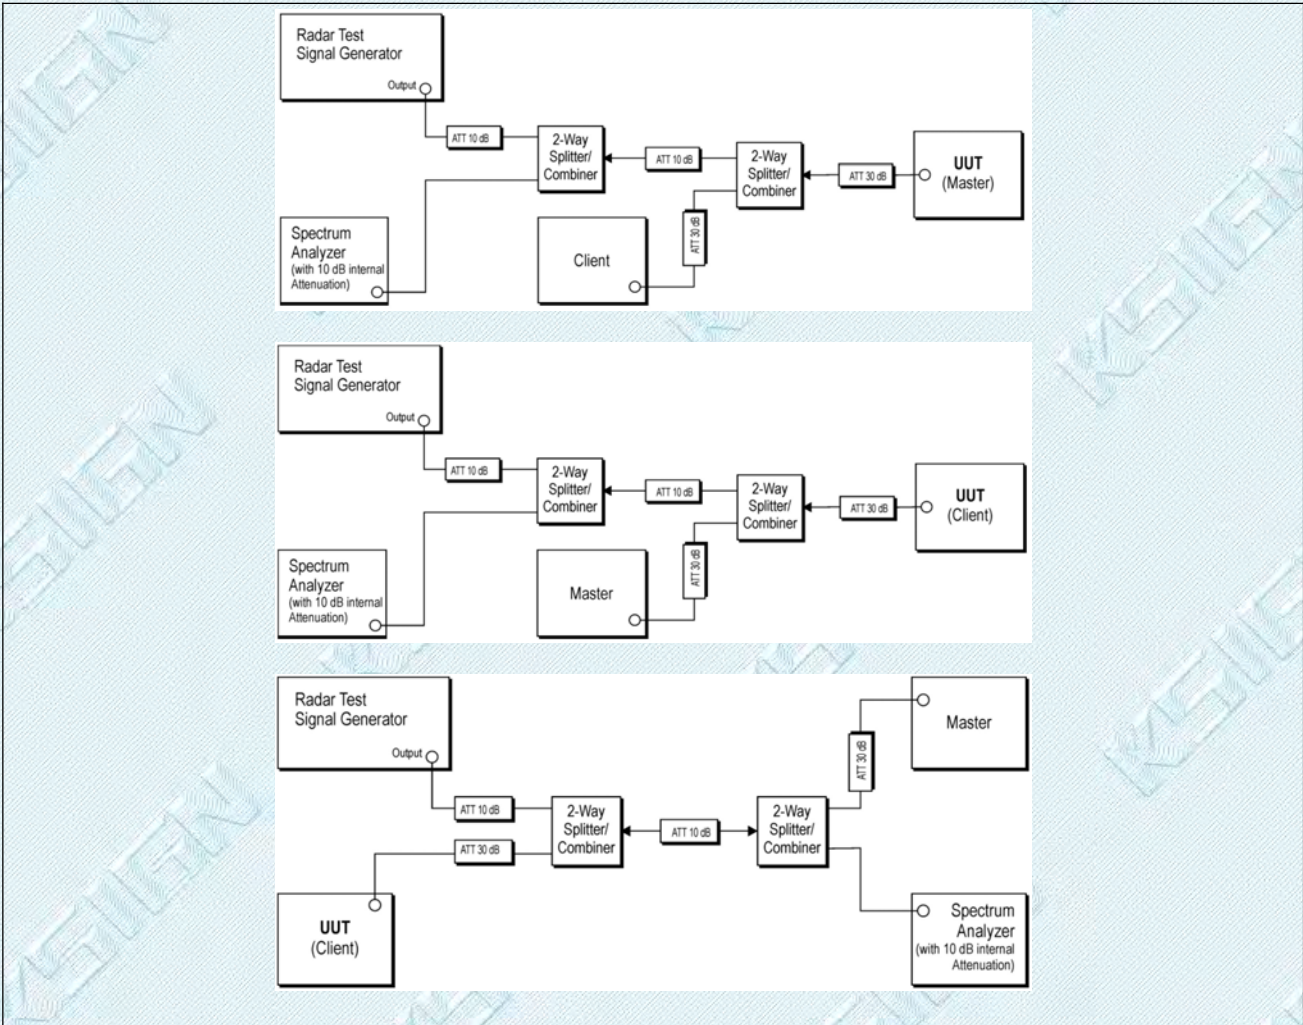 Radar Test
Signal Generator
Output
ATT 10 dB
2-Way
Splitter/
Combiner
ATT 10 dB
2-Way
Splitter/
Combiner
ATT 30 dB
UUT
(Master)
Spectrum
Analyzer
(with 10 dB internal
Attenuation)
Client
ATT 30 dB
Radar Test
Signal Generator
Output
ATT 10 dB
2-Way
Splitter/
Combiner
ATT 10 dB
2-Way
Splitter/
Combiner
ATT 30 dB
UUT
(Client)
Spectrum
Analyzer
(with 10 dB internal
Attenuation)
Master
ATT 30 dB
Radar Test
Signal Generator
Output
Master
ATT 30 dB
ATT 10 dB
ATT 30 dB
2-Way
Splitter/
Combiner
ATT 10 dB
2-Way
Splitter/
Combiner
UUT
(Client)
Spectrum
Analyzer
(with 10 dB internal
Attenuation)